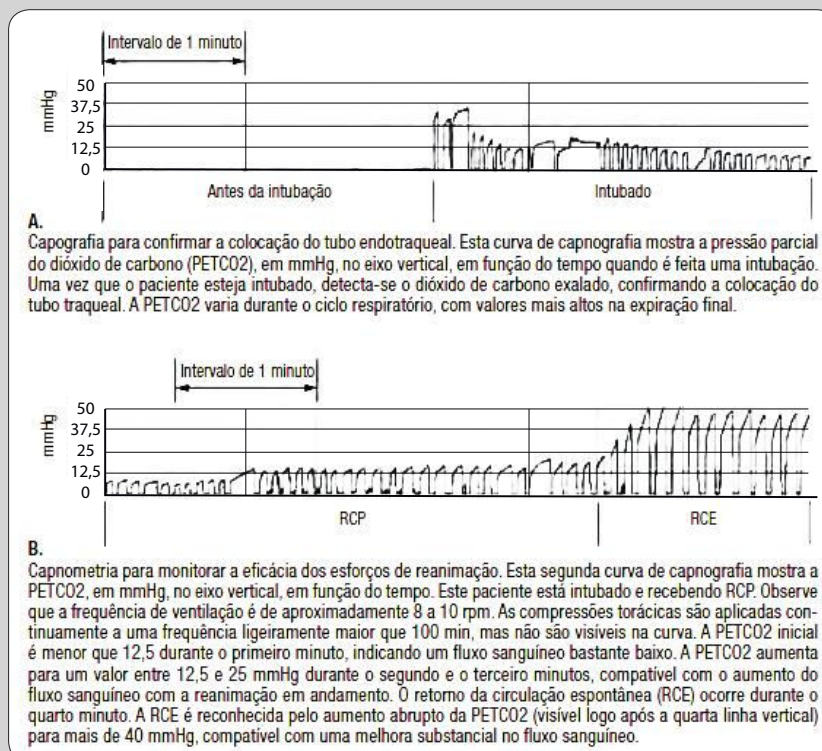 Intervalo de 1 minuto
mmHg
50
37,5
25
12,5
0
Antes da intubação
Intubado
A.
Capografia para confirmar a colocação do tubo endotraqueal. Esta curva de capnografia mostra a pressão parcial
do dióxido de carbono (PETCO2), em mmHg, no eixo vertical, em função do tempo quando é feita uma intubação.
Uma vez que o paciente esteja intubado, detecta-se o dióxido de carbono exalado, confirmando a colocação do
tubo traqueal. A PETCO2 varia durante o ciclo respiratório, com valores mais altos na expiração final.
Intervalo de 1 minuto
mmHg
50
37,5
25
12,5
0
RCP
RCE
B.
Capnometria para monitorar a eficácia dos esforços de reanimação. Esta segunda curva de capnografia mostra a
PETCO2, em mmHg, no eixo vertical, em função do tempo. Este paciente está intubado e recebendo RCP. Observe
que a frequência de ventilação é de aproximadamente 8 a 10 rpm. As compressões torácicas são aplicadas con-
tinuamente a uma frequência ligeiramente maior que 100 min, mas não são visíveis na curva. A PETCO2 inicial
é menor que 12,5 durante o primeiro minuto, indicando um fluxo sanguíneo bastante baixo. A PETCO2 aumenta
para um valor entre 12,5 e 25 mmHg durante o segundo e o terceiro minutos, compatível com o aumento do
fluxo sanguíneo com a reanimação em andamento. O retorno da circulação espontânea (RCE) ocorre durante o
quarto minuto. A RCE é reconhecida pelo aumento abrupto da PETCO2 (visível logo após a quarta linha vertical)
para mais de 40 mmHg, compatível com uma melhora substancial no fluxo sanguíneo.